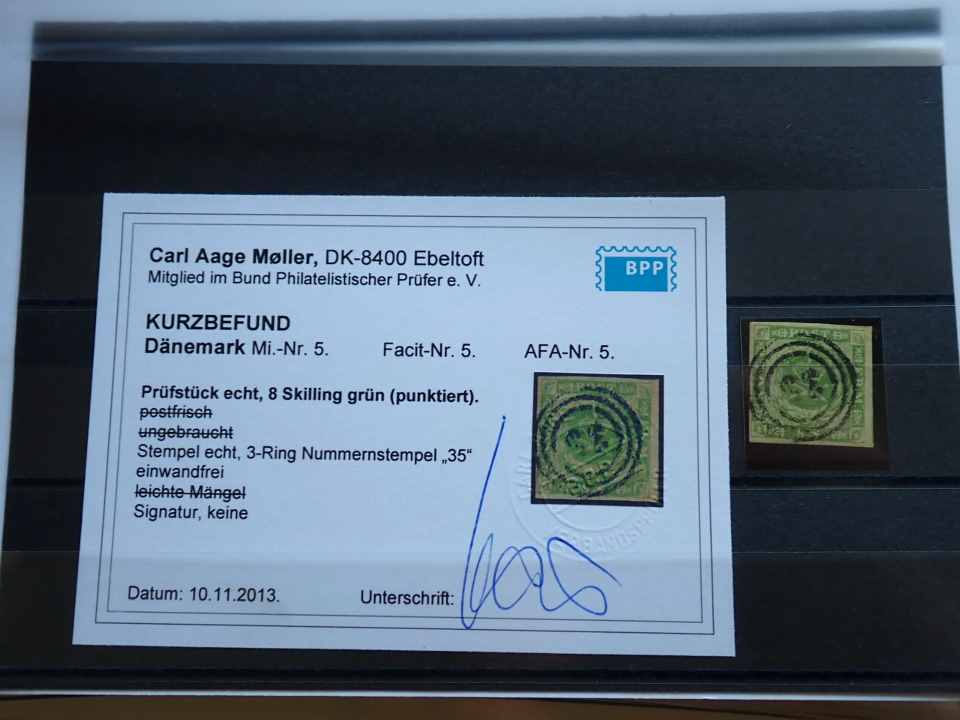 Carl Aage Møller, DK-8400 Ebeltoft
Mitglied im Bund Philatelistischer Prüfer e. V.
BPP
KURZBEFUND
Dänemark Mi.-Nr. 5. Facit-Nr. 5. AFA-Nr. 5.
Prüfstück echt, 8 Skilling grün (punktiert).
postfrisch
ungebraucht
Stempel echt, 3-Ring Nummernstempel „35“
einwandfrei
leichte Mängel
Signatur, keine
Datum: 10.11.2013. Unterschrift: